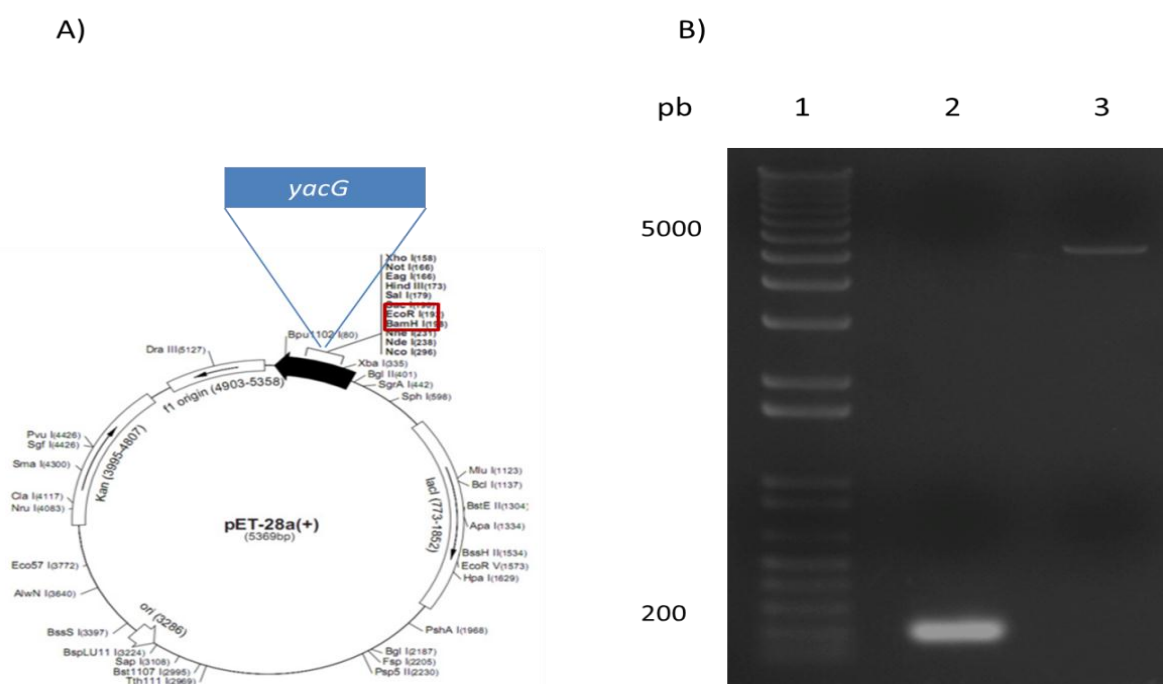 A)
B)
pb
1
2
3
yacG
5000
200
Xho I(158)
Not I(166)
Eag I(166)
Hind III(173)
Sal I(179)
EcoR I
BamH I
Nde I(238)
Nco I(296)
Bpu1102 I(80)
Xba I(335)
Bgl II(401)
SgrA I(442)
Sph I(598)
Dra III(5127)
f1 origin (4903-5358)
Pvu I(4426)
Sgf I(4426)
Sma I(4300)
Kan (3995-4807)
Cla I(4117)
Nru I(4083)
Eco57 I(3772)
AlwN I(3640)
BssS I(3397)
BspLU11 I(3224)
Sap I(3108)
Bst1107 I(2995)
Tth111 I(2969)
ori (3286)
pET-28a(+)
(5369bp)
lacI (773-1852)
Mlu I(1123)
Bcl I(1137)
BstE II(1304)
Apa I(1334)
BssH II(1534)
EcoR V(1573)
Hpa I(1629)
PshA I(1968)
Bgl I(2187)
Fsp I(2205)
Psp5 II(2230)